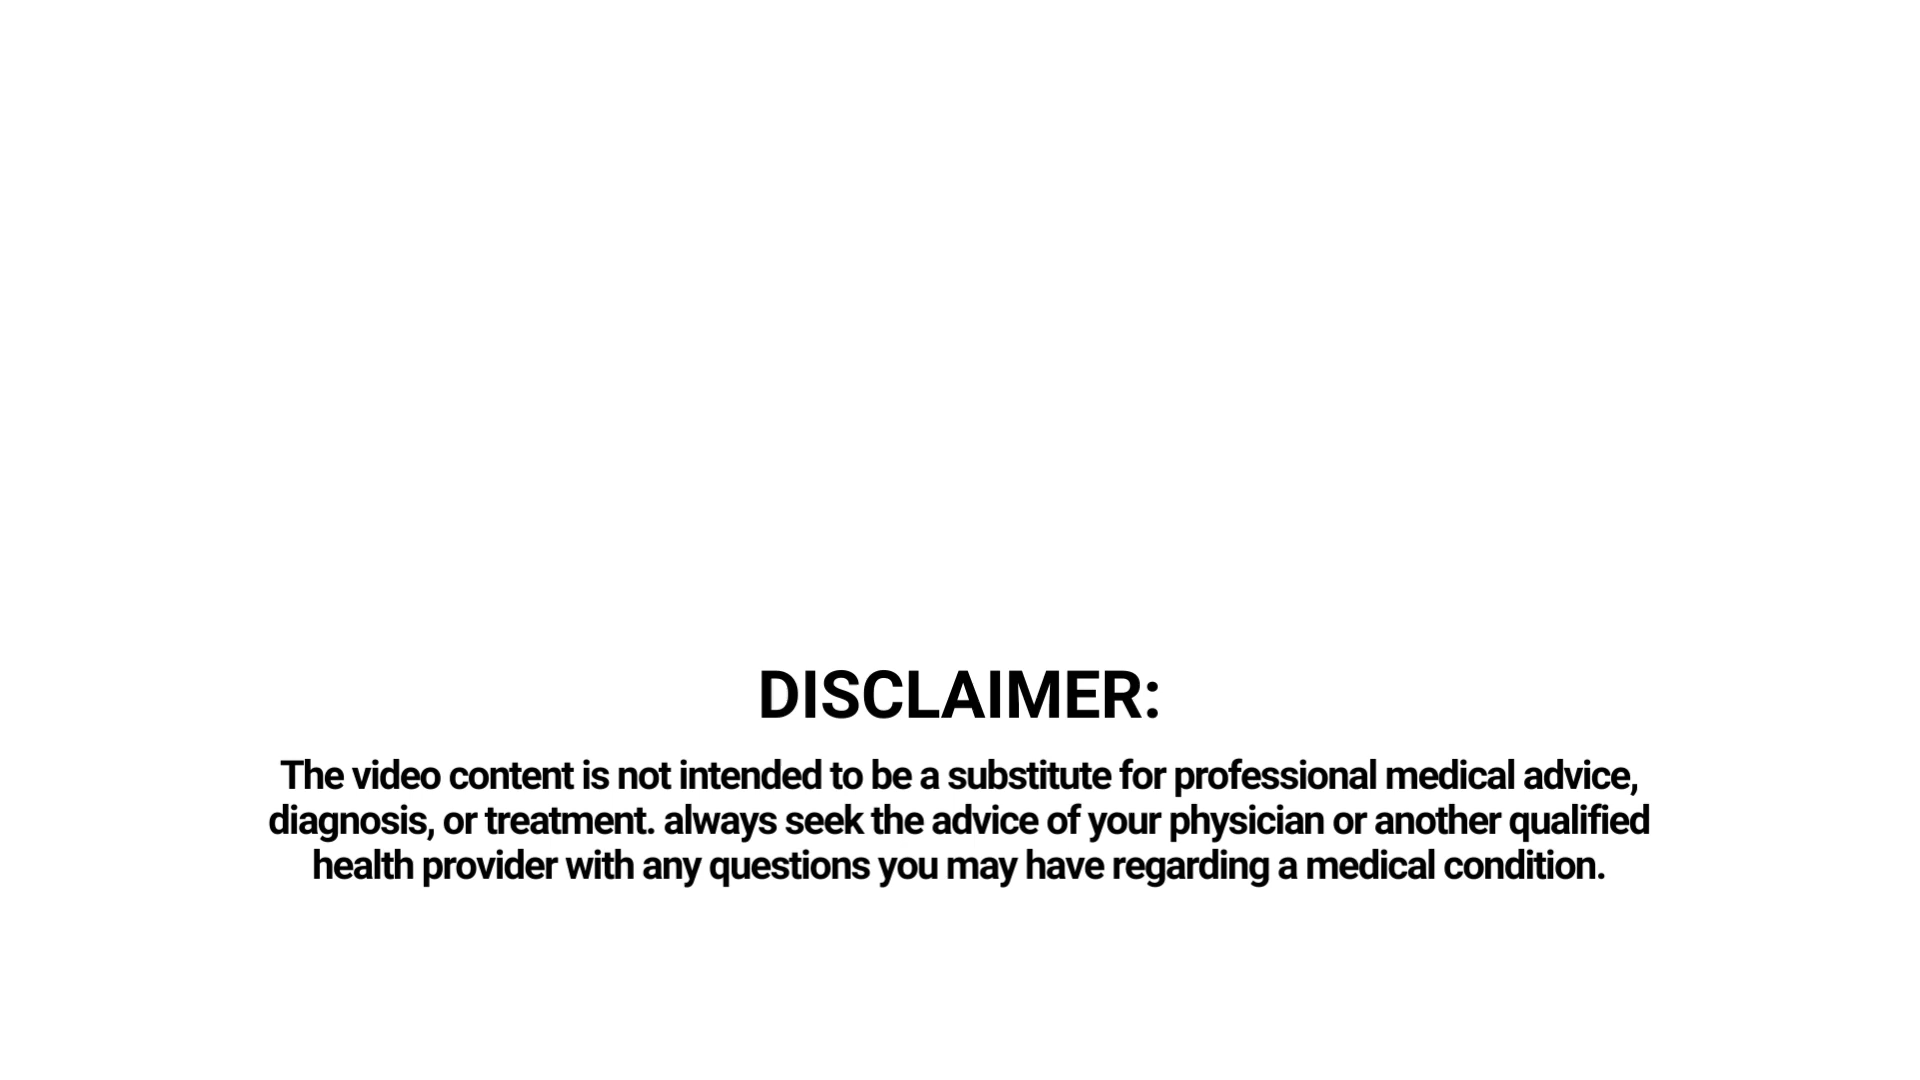 DISCLAIMER:
The video content is not intended to be a substitute for professional medical advice,
diagnosis, or treatment. always seek the advice of your physician or another qualified
health provider with any questions you may have regarding a medical condition.